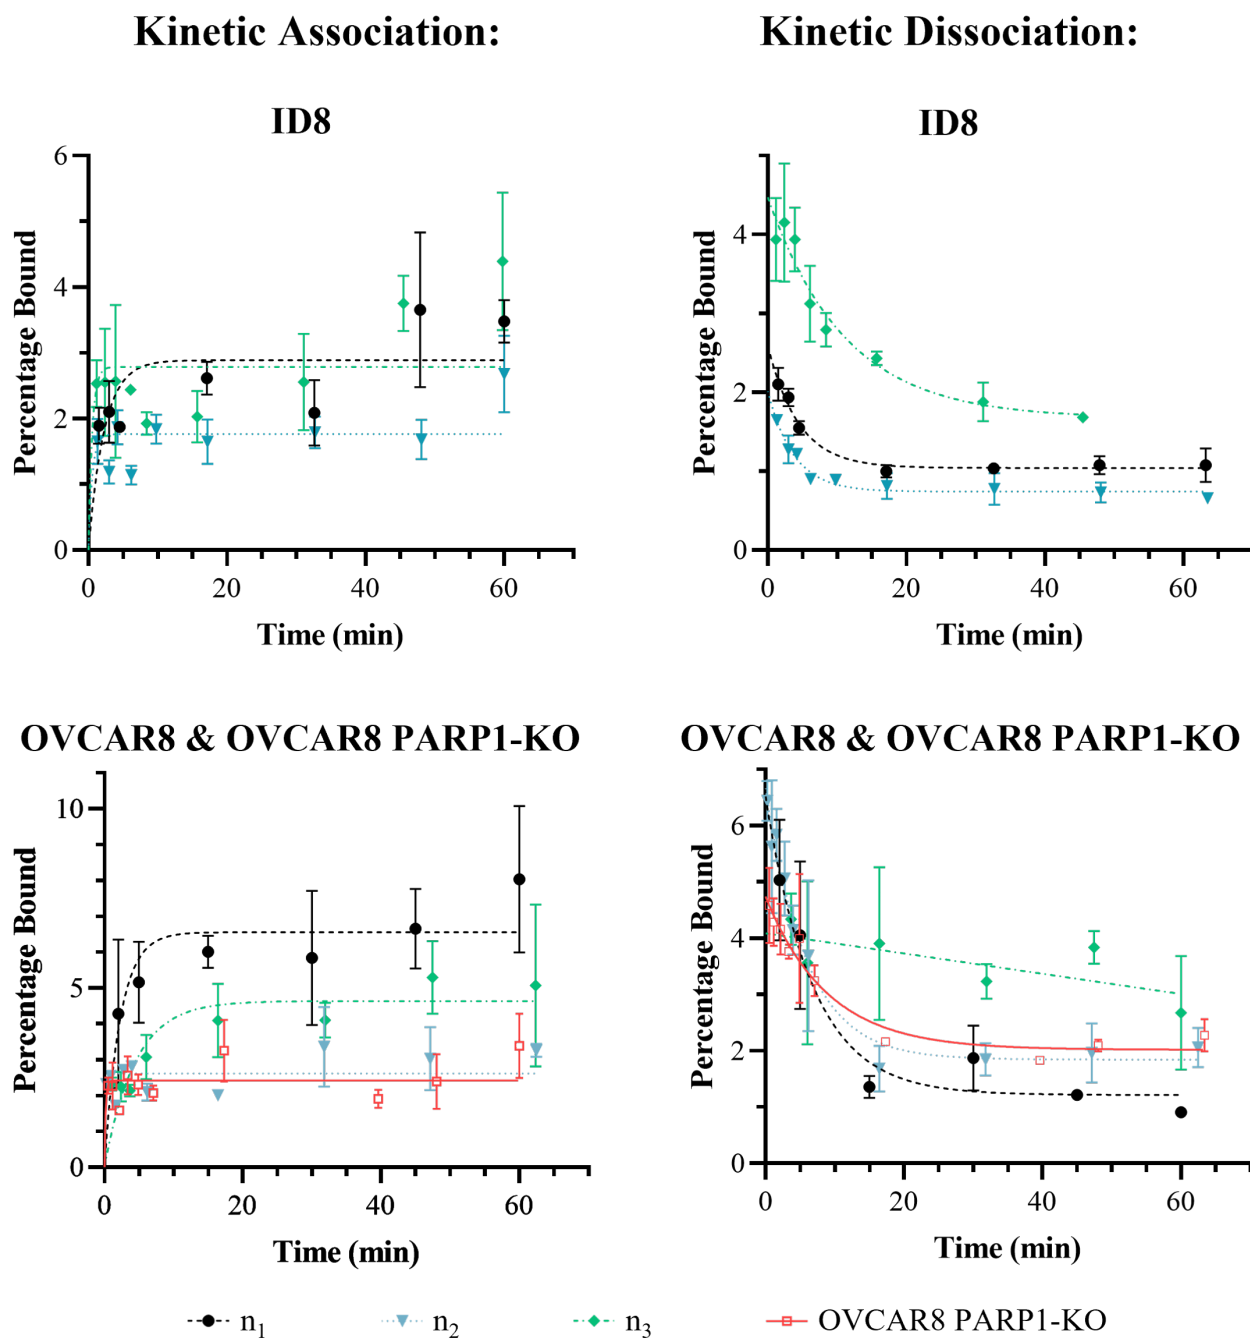 Kinetic Association:
Kinetic Dissociation:
ID8
Percentage Bound
6
4
2
0
0 20 40 60
Time (min)
ID8
Percentage Bound
4
2
0
0 20 40 60
Time (min)
OVCAR8 & OVCAR8 PARP1-KO
Percentage Bound
10
5
0
0 20 40 60
Time (min)
OVCAR8 & OVCAR8 PARP1-KO
Percentage Bound
6
4
2
0
0 20 40 60
Time (min)
n₁ n₂ n₃ OVCAR8 PARP1-KO